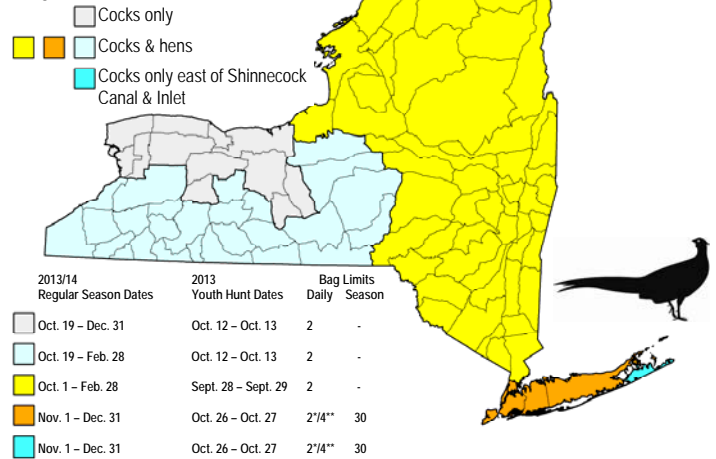 Cocks only
Cocks & hens
Cocks only east of Shinnecock
Canal & Inlet
2013/14 2013 Bag Limits
Regular Season Dates Youth Hunt Dates Daily Season
Oct. 19 – Dec. 31 Oct. 12 – Oct. 13 2 -
Oct. 19 – Feb. 28 Oct. 12 – Oct. 13 2 -
Oct. 1 – Feb. 28 Sept. 28 – Sept. 29 2 -
Nov. 1 – Dec. 31 Oct. 26 – Oct. 27 2*/4** 30
Nov. 1 – Dec. 31 Oct. 26 – Oct. 27 2*/4** 30